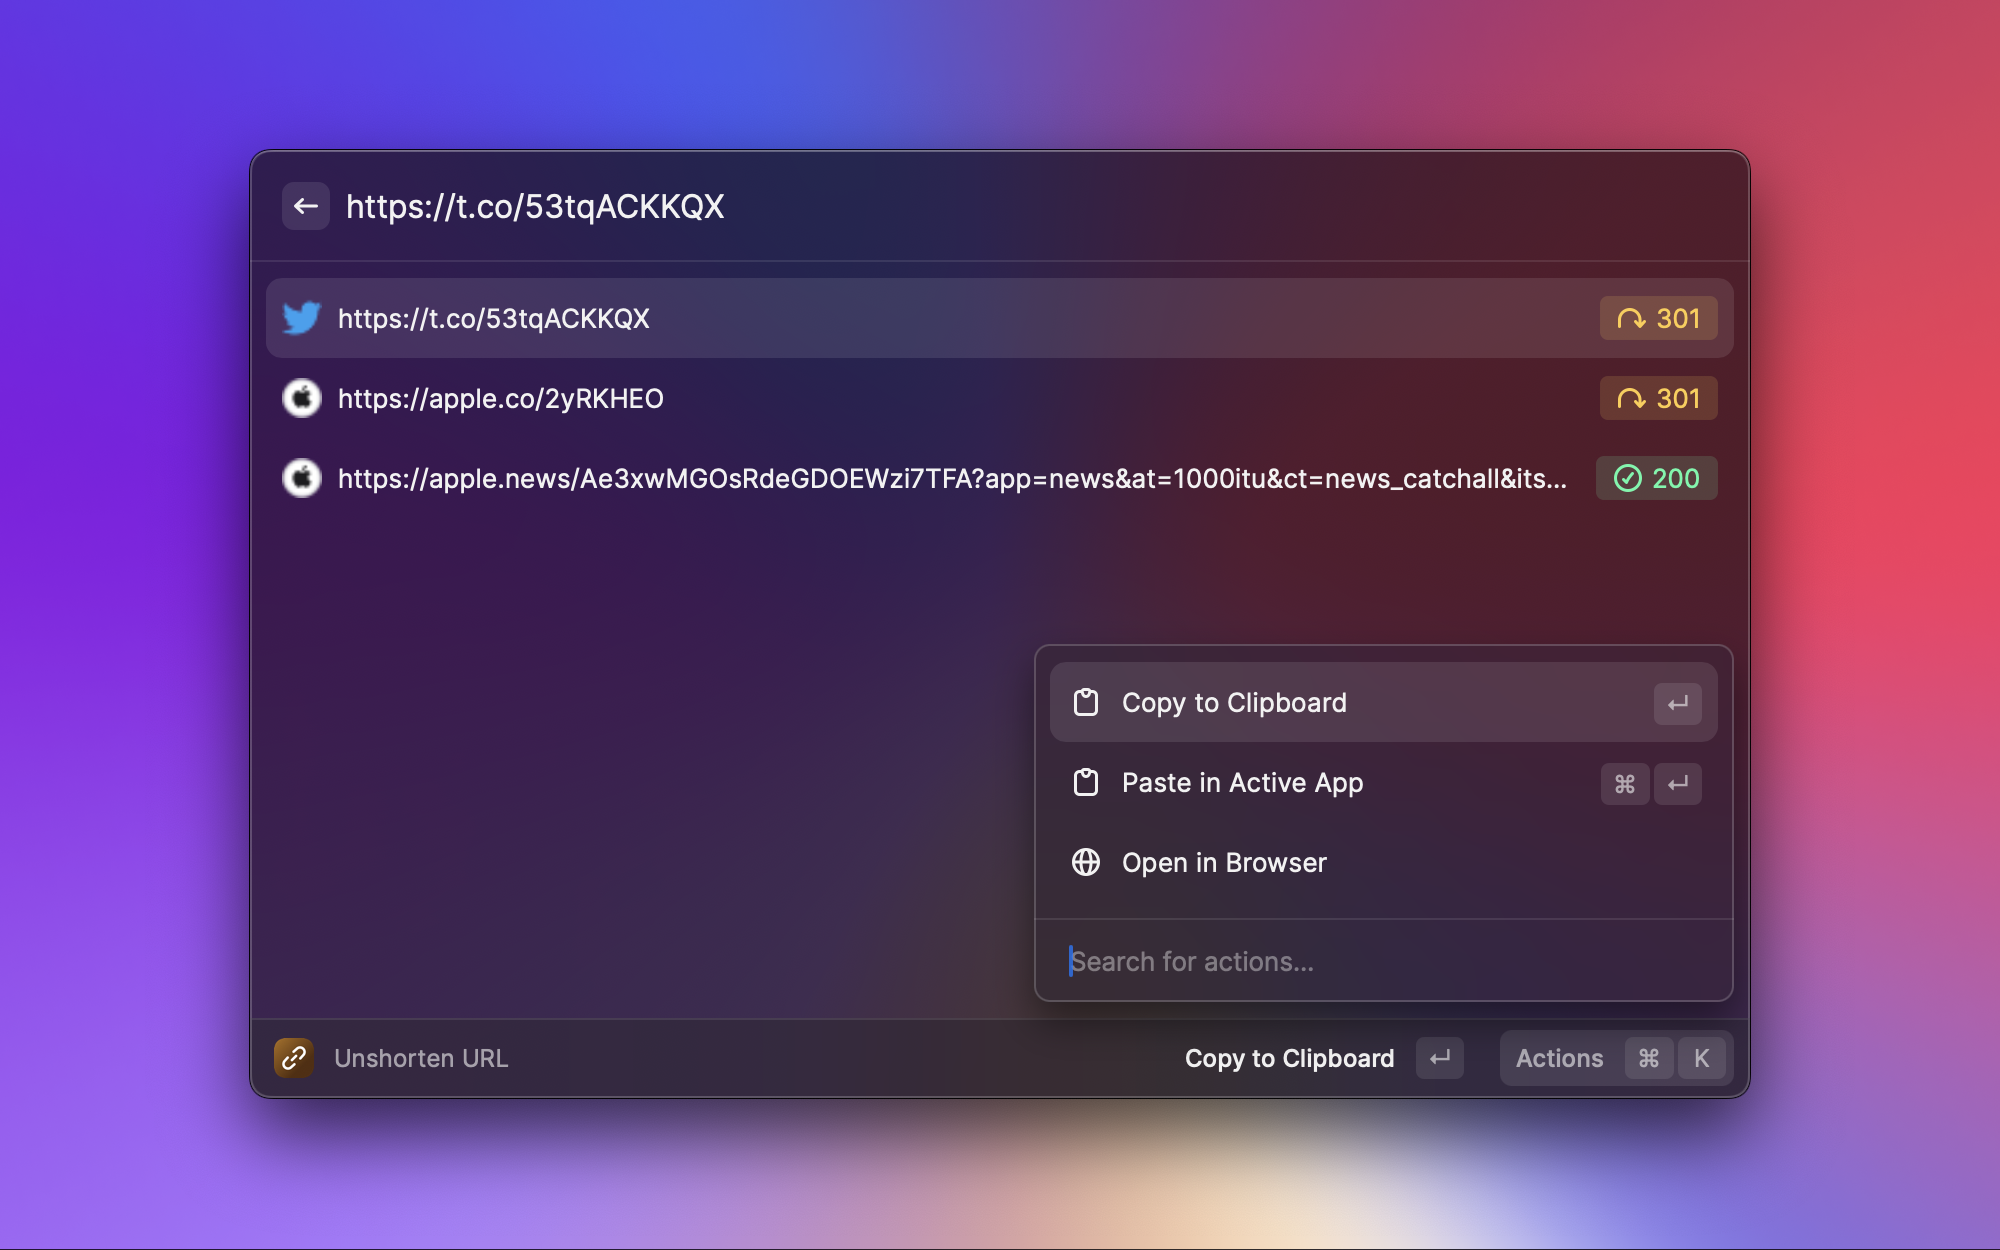 https://t.co/53tqACKKQX
https://t.co/53tqACKKQX 301
https://apple.co/2yRKHEO 301
https://apple.news/Ae3xwMGOsRdeGDOEWzi7TFA?app=news&at=1000itu&ct=news_catchall&its... 200
Copy to Clipboard
Paste in Active App ⌘
Open in Browser
Search for actions...
Unshorten URL Copy to Clipboard Actions ⌘ K